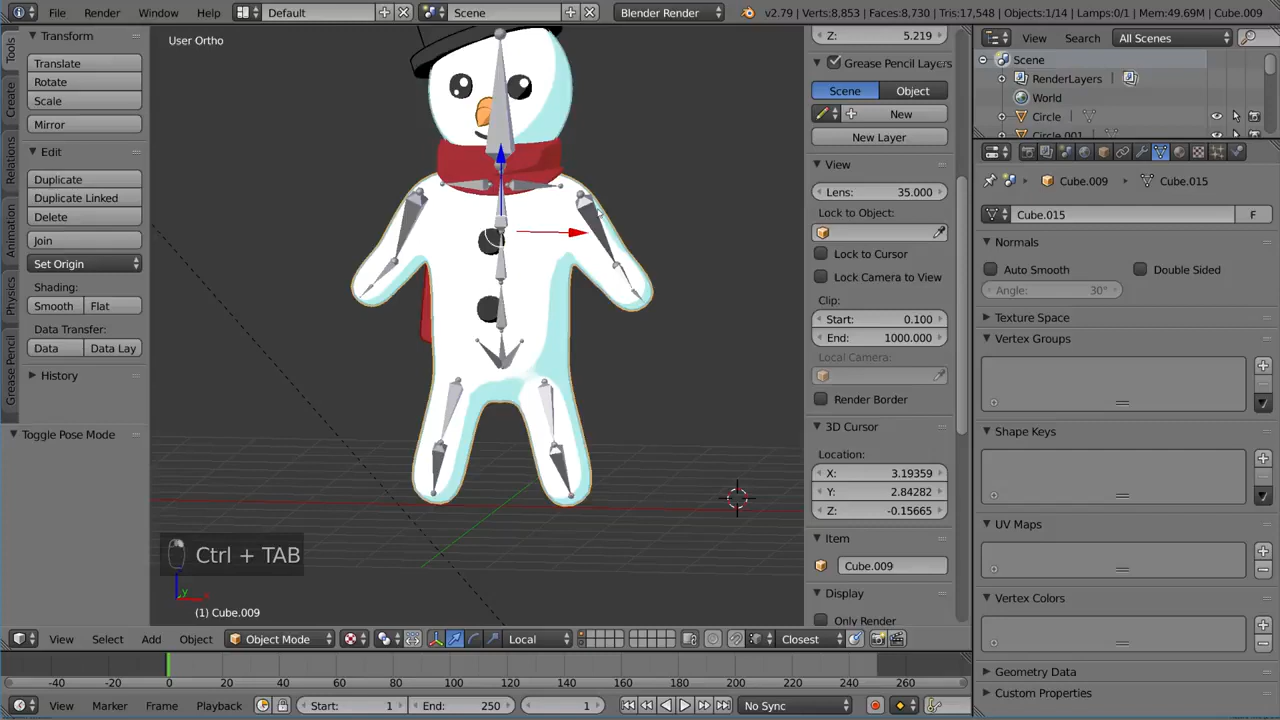 File Render Window Help Default Scene Blender Render v2.79 | Verts:8,853 | Faces:8,730 | Tris:17,548 | Objects:1/14 | Lamps:0/1 | Mem:49.69M | Cube.009
Tools
Create
Relations
Animation
Physics
Grease Pencil
Transform
Translate
Rotate
Scale
Mirror
Edit
Duplicate
Duplicate Linked
Delete
Join
Set Origin
Shading:
Smooth Flat
Data Transfer:
Data Data Lay
History
Toggle Pose Mode
User Ortho
Ctrl + TAB
(1) Cube.009
Z: 5.219
Grease Pencil Layers
Scene Object
New
New Layer
View
Lens: 35.000
Lock to Object:
Lock to Cursor
Lock Camera to View
Clip:
Start: 0.100
End: 1000.000
Local Camera:
Render Border
3D Cursor
Location:
X: 3.19359
Y: 2.84282
Z: -0.15665
Item
Cube.009
Display
Only Render
View Search All Scenes
Scene
RenderLayers
World
Circle
Circle.001
Cube.009 Cube.015
Cube.015 F
Normals
Auto Smooth Double Sided
Angle: 30°
Texture Space
Vertex Groups
Shape Keys
UV Maps
Vertex Colors
Geometry Data
Custom Properties
View Select Add Object Object Mode Local Closest
-40 -20 0 20 40 60 80 100 120 140 160 180 200 220 240 260
View Marker Frame Playback Start: 1 End: 250 1 No Sync